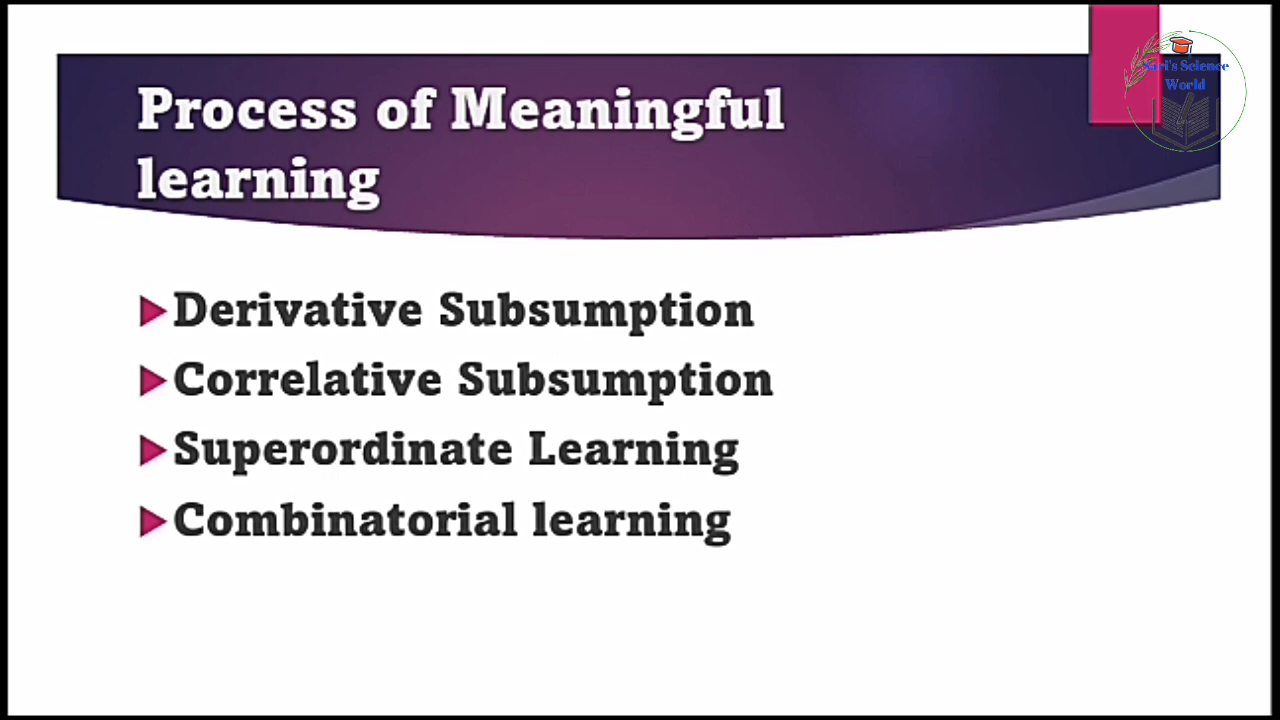 Process of Meaningful
learning
Science
World
Derivative Subsumption
Correlative Subsumption
Superordinate Learning
Combinatorial learning